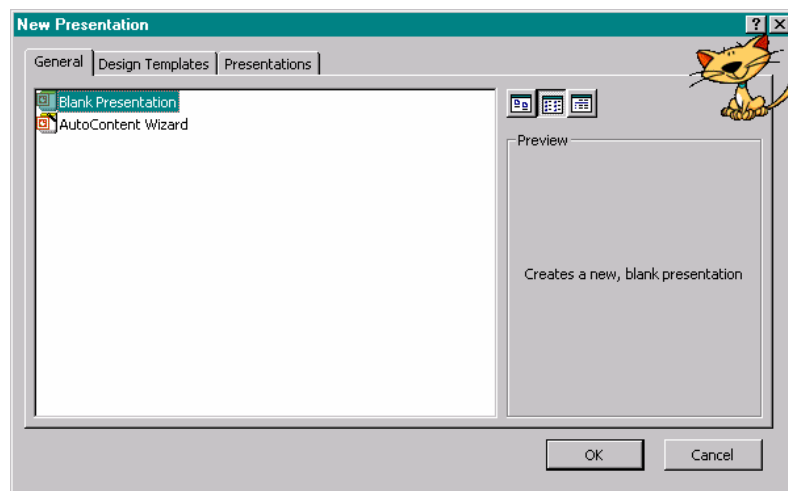 New Presentation
General Design Templates Presentations
Blank Presentation
AutoContent Wizard
Preview
Creates a new, blank presentation
OK Cancel